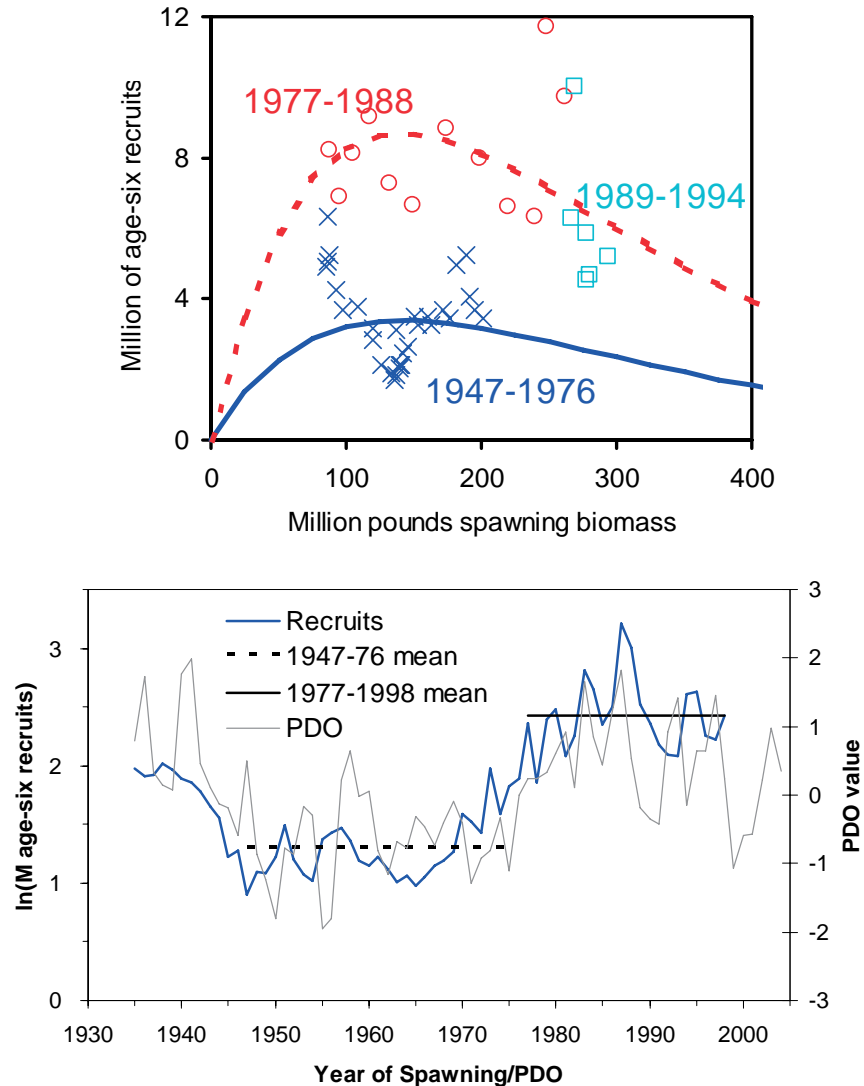 12
8
4
0
Million of age-six recruits
1977-1988
1989-1994
1947-1976
0 100 200 300 400
Million pounds spawning biomass
3
2
1
0
ln(M age-six recruits)
Recruits
1947-76 mean
1977-1998 mean
PDO
3
2
1
0
-1
-2
-3
PDO value
1930 1940 1950 1960 1970 1980 1990 2000
Year of Spawning/PDO